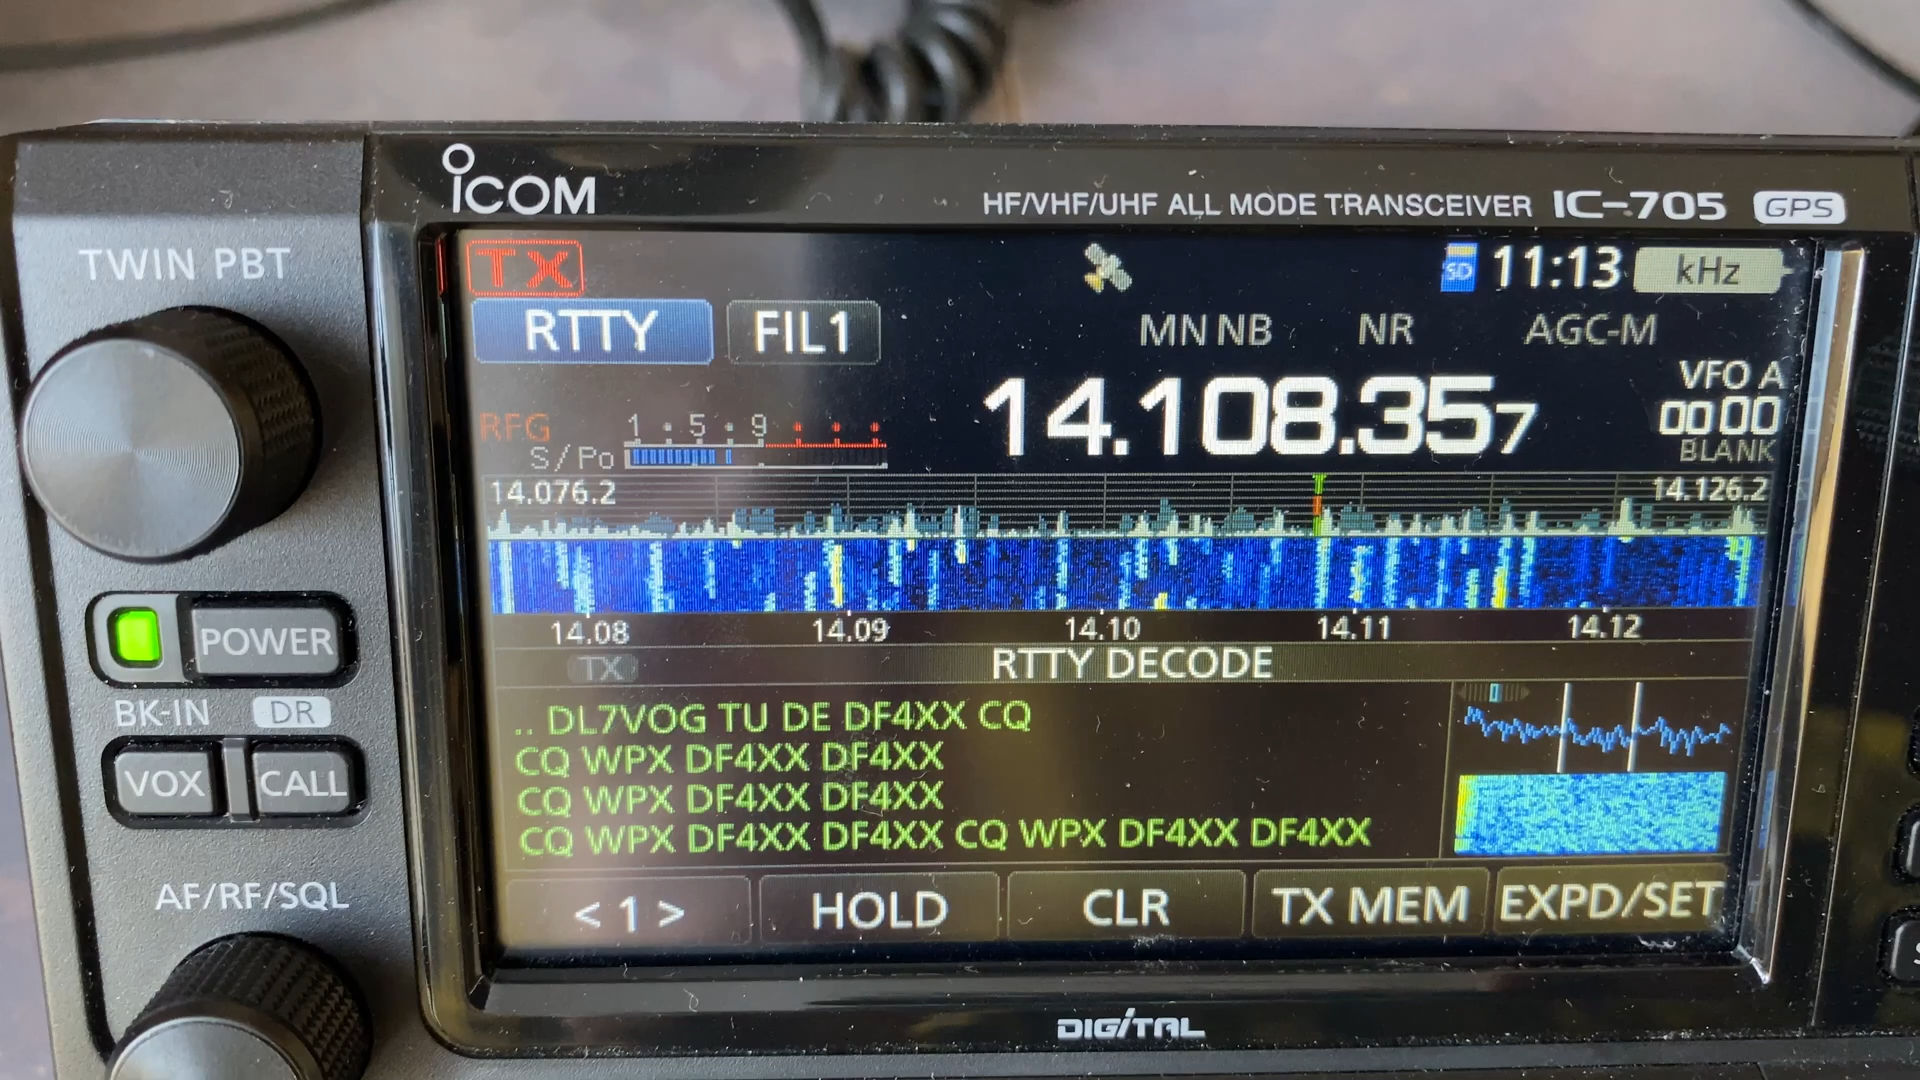 ICOM
HF/VHF/UHF ALL MODE TRANSCEIVER IC-705 GPS
TWIN PBT
TX
SD 11:13 kHz
RTTY FIL1
MN NB NR AGC-M
VFO A
14.108.357
00 00
BLANK
RFG
1 • 5 • 9
S/Po
14.076.2 14.126.2
T
14.08 14.09 14.10 14.11 14.12
POWER
TX RTTY DECODE
BK-IN DR
.. DL7VOG TU DE DF4XX CQ
CQ WPX DF4XX DF4XX
CQ WPX DF4XX DF4XX
CQ WPX DF4XX DF4XX CQ WPX DF4XX DF4XX
VOX CALL
AF/RF/SQL
< 1 > HOLD CLR TX MEM EXPD/SET
DIGITAL